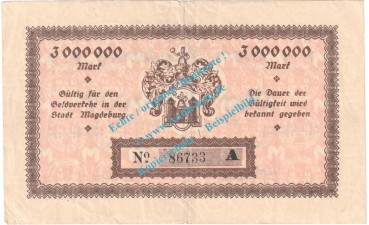 3 000 000 3 000 000
Mark Mark
Gültig für den Die Dauer der
Geldverkehr in der Gültigkeit wird
Stadt Magdeburg. bekannt gegeben
No 86733 A